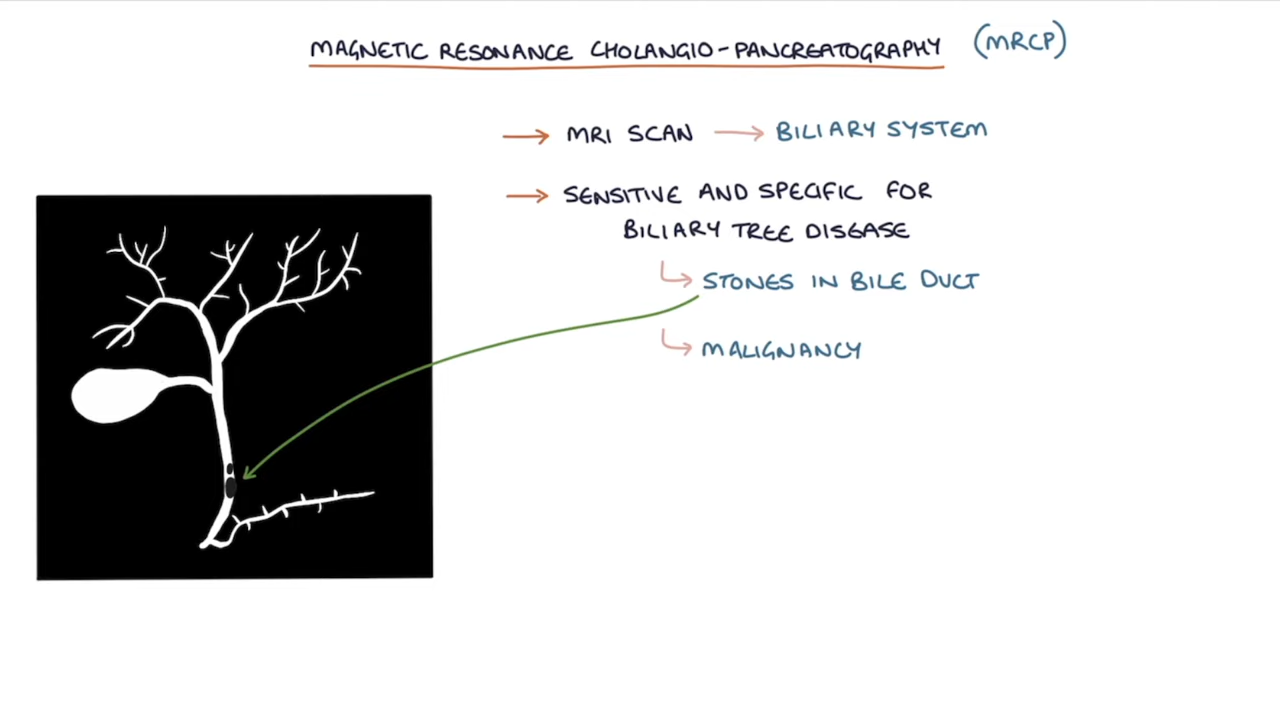 MAGNETIC RESONANCE CHOLANGIO-PANCREATOGRAPHY (MRCP)
→ MRI SCAN → BILIARY SYSTEM
→ SENSITIVE AND SPECIFIC FOR
BILIARY TREE DISEASE
↳ STONES IN BILE DUCT
↳ MALIGNANCY